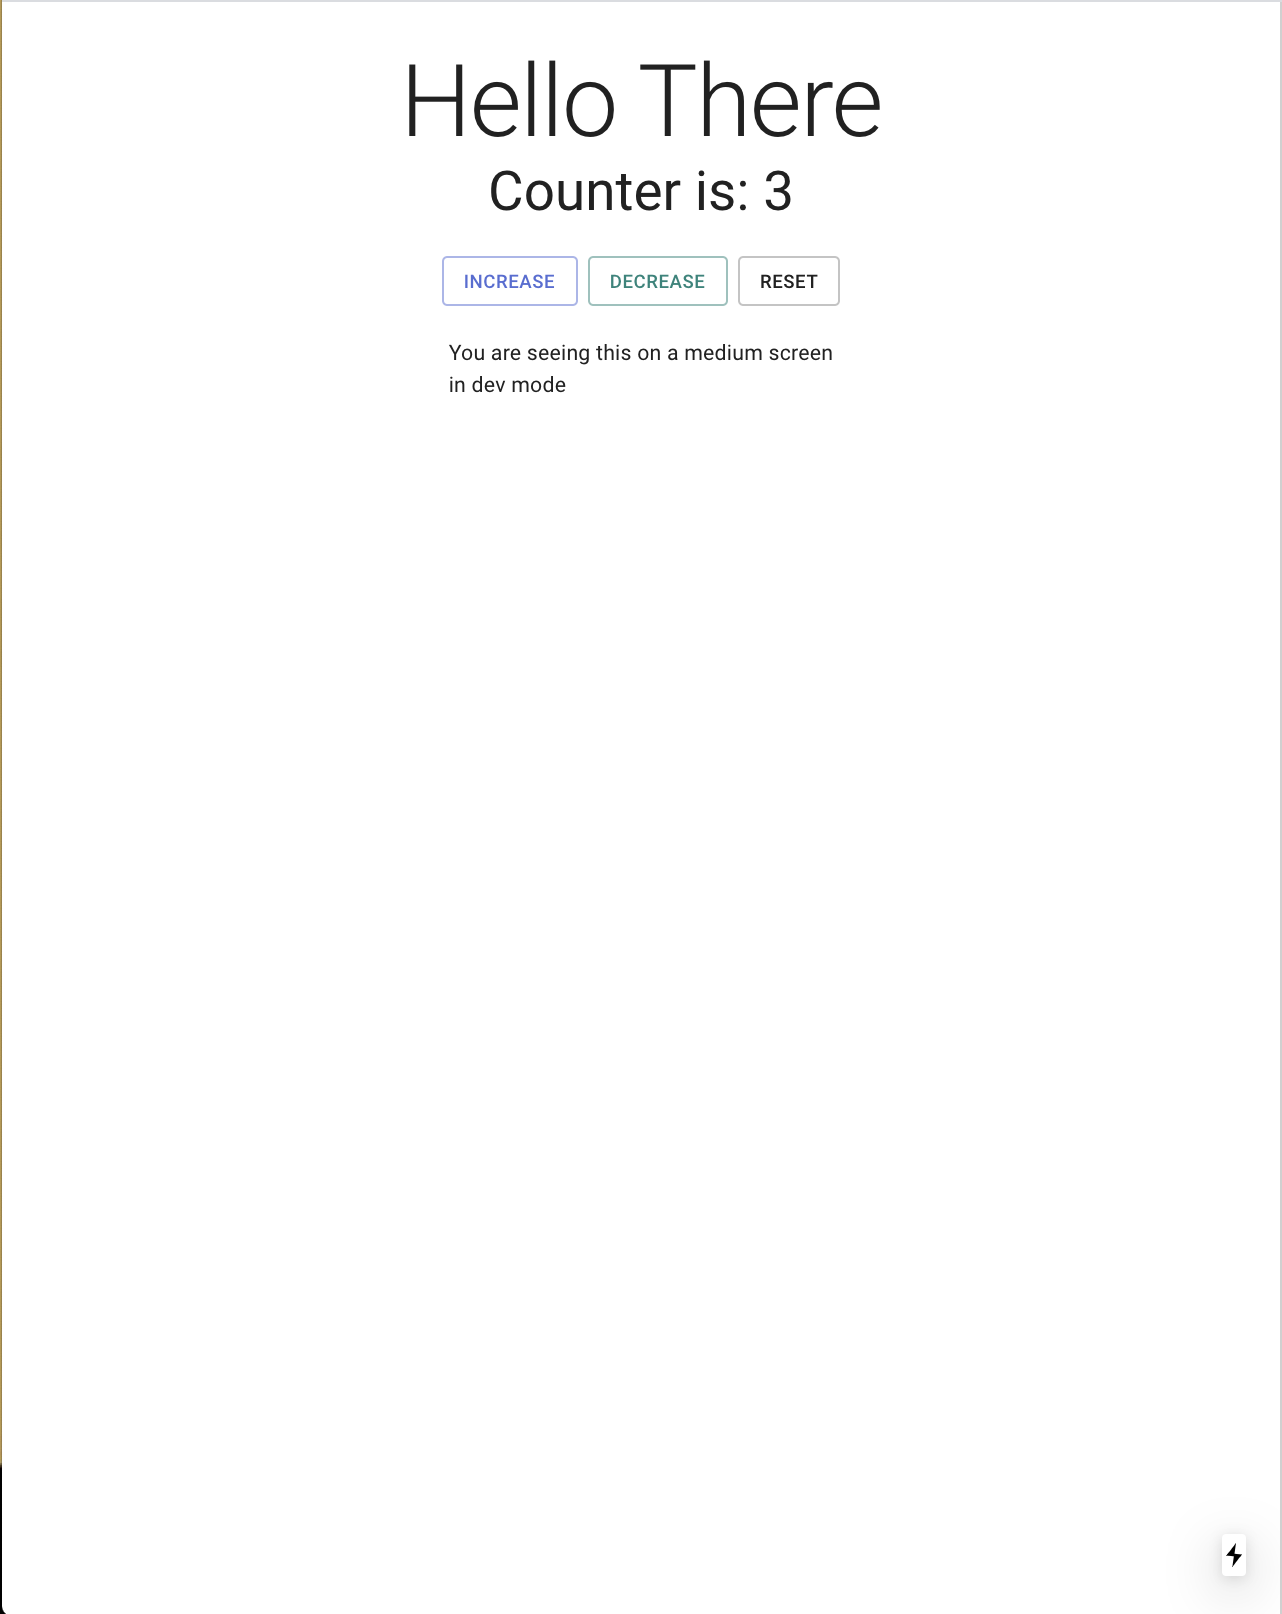 Hello There
Counter is: 3
INCREASE DECREASE RESET
You are seeing this on a medium screen
in dev mode